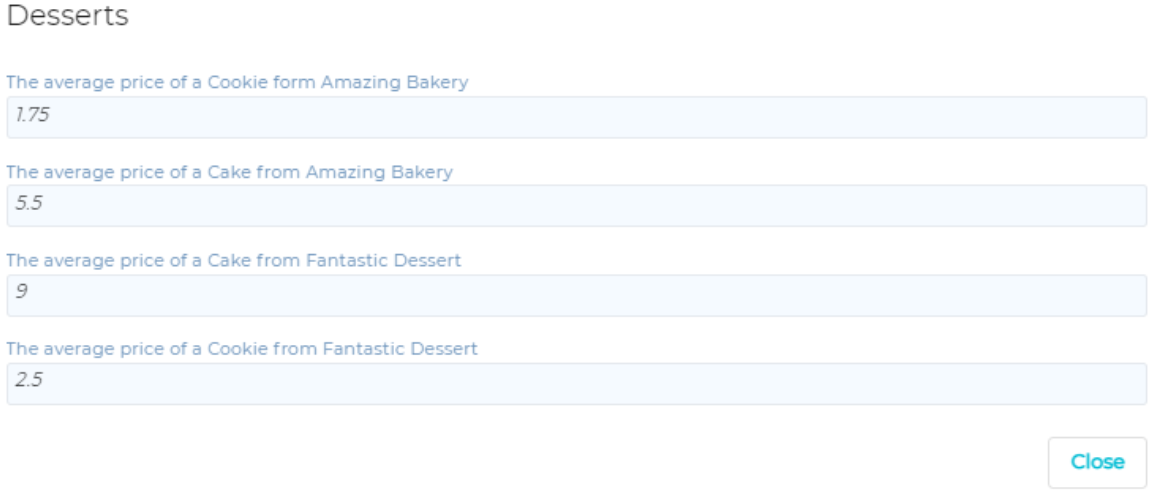 Desserts
The average price of a Cookie form Amazing Bakery
1.75
The average price of a Cake from Amazing Bakery
5.5
The average price of a Cake from Fantastic Dessert
9
The average price of a Cookie from Fantastic Dessert
2.5
Close